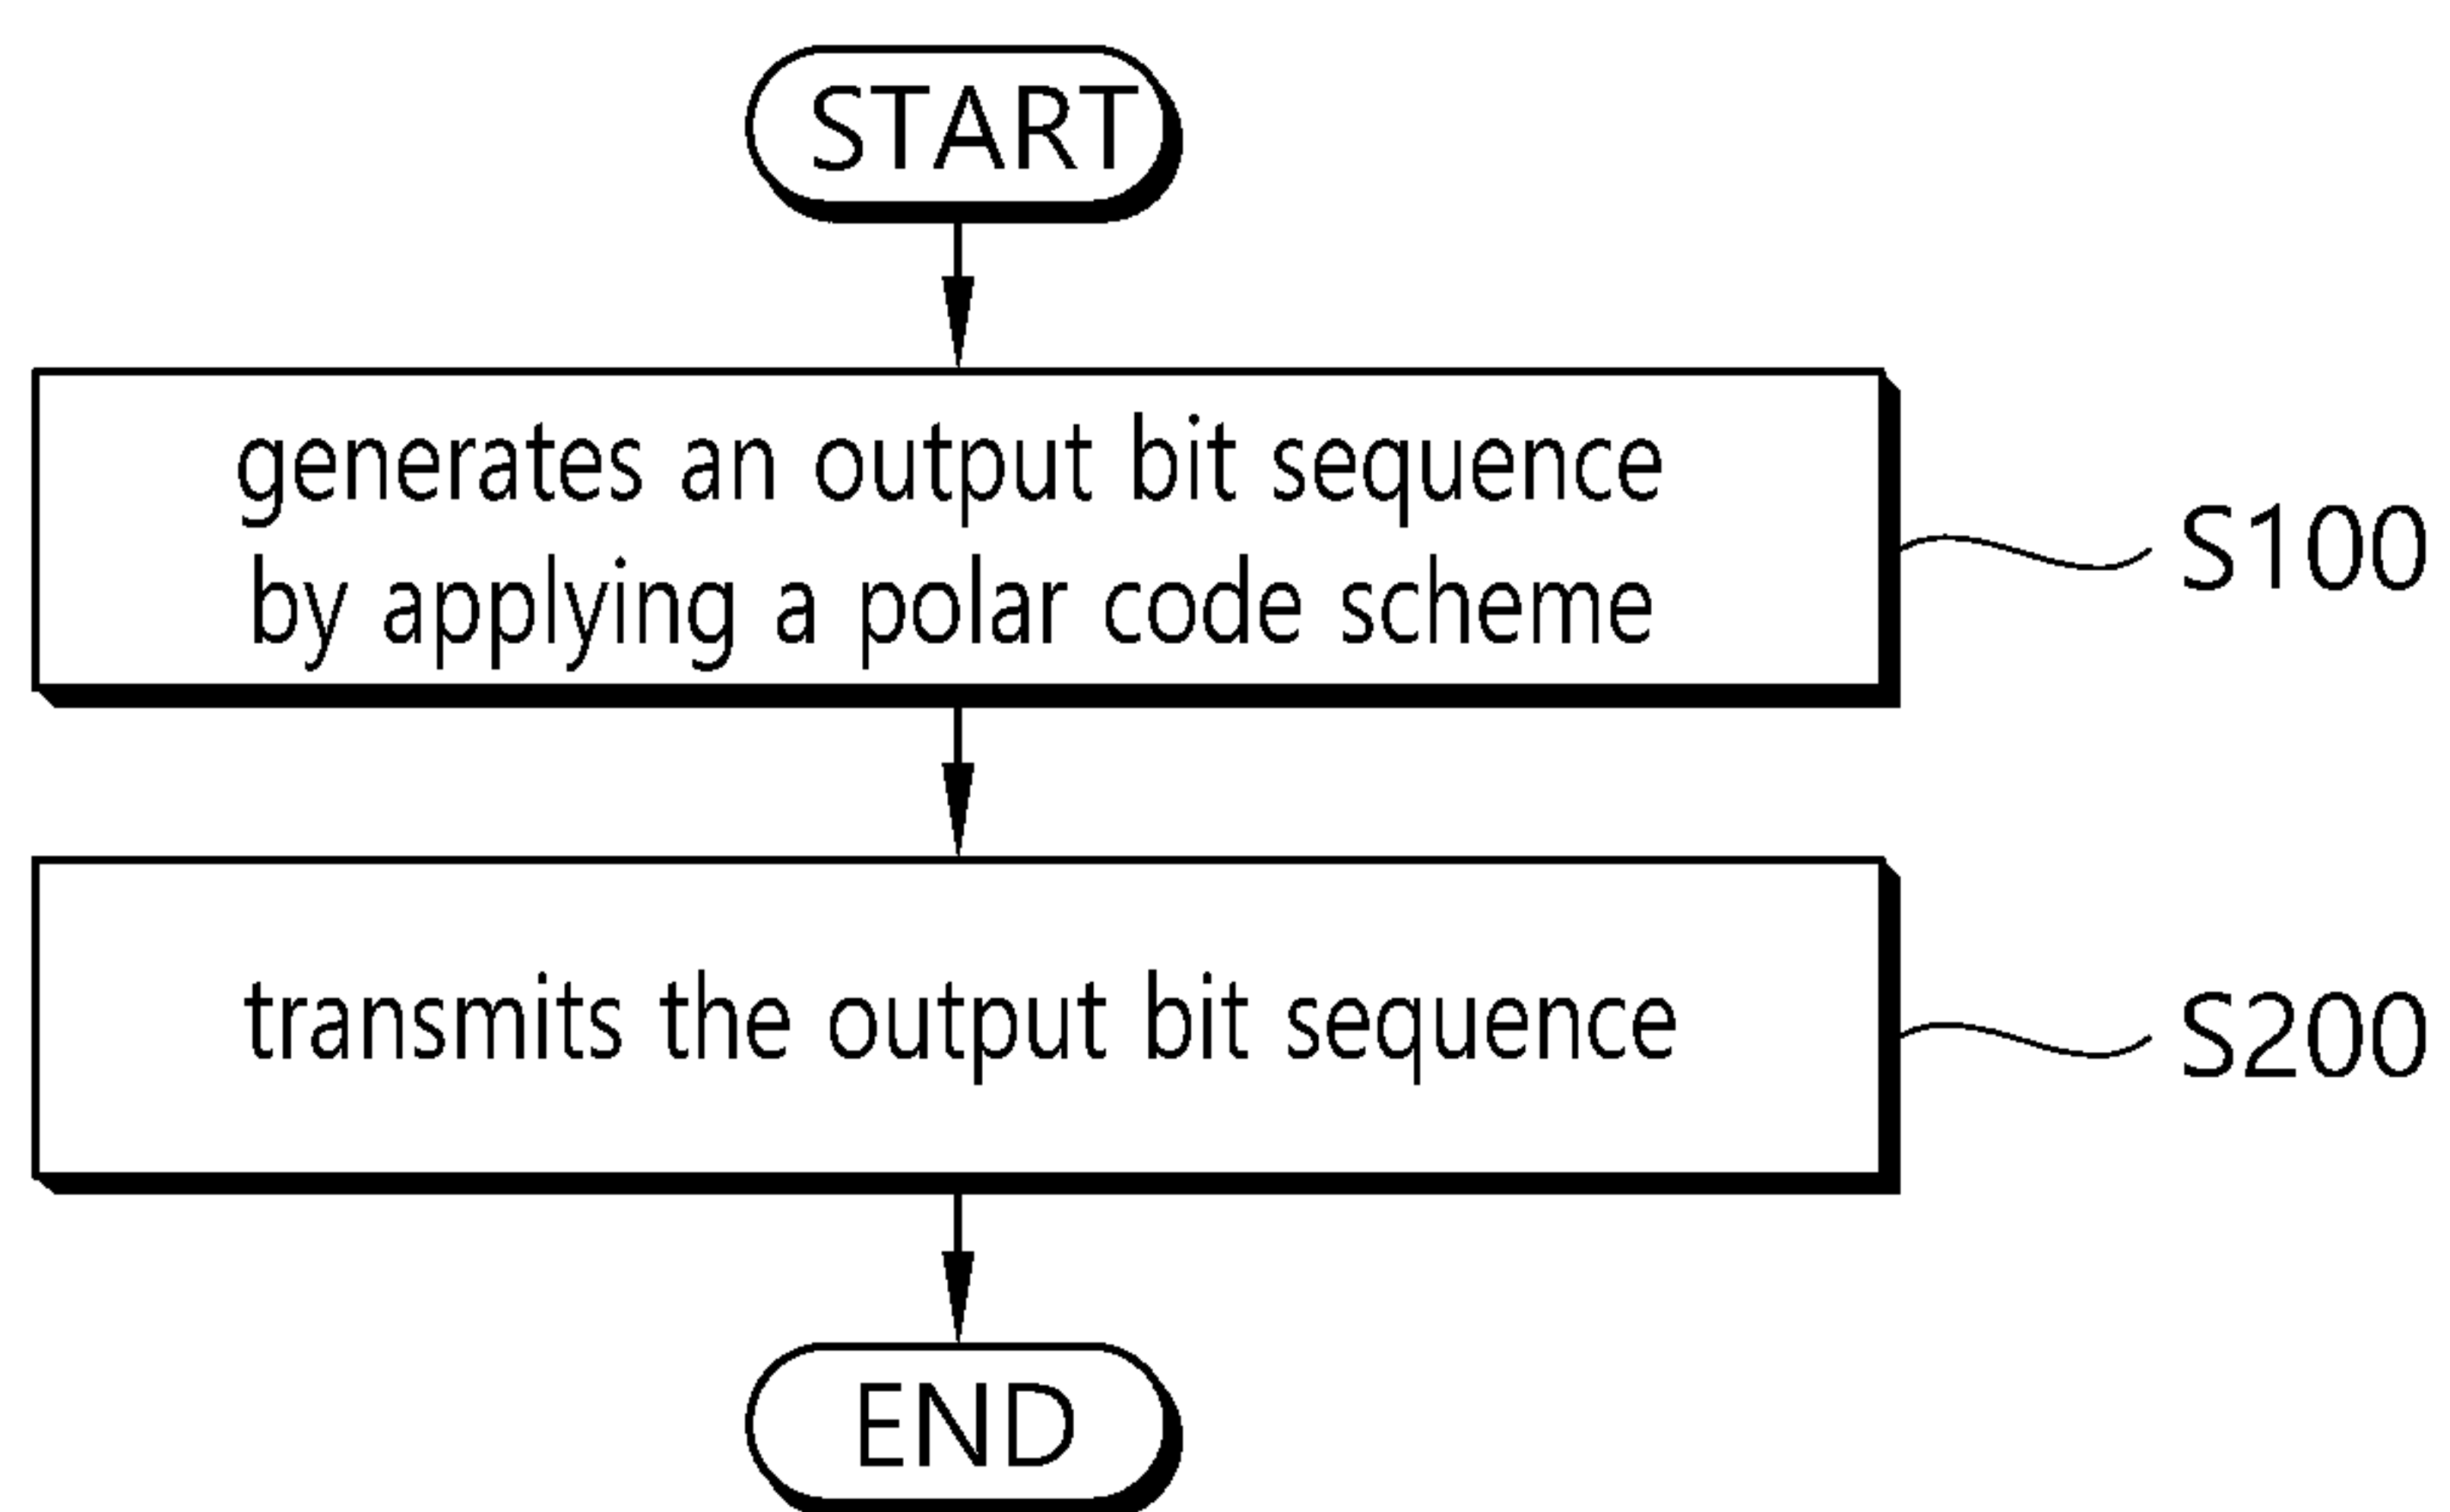 START
generates an output bit sequence
by applying a polar code scheme
S100
transmits the output bit sequence
S200
END